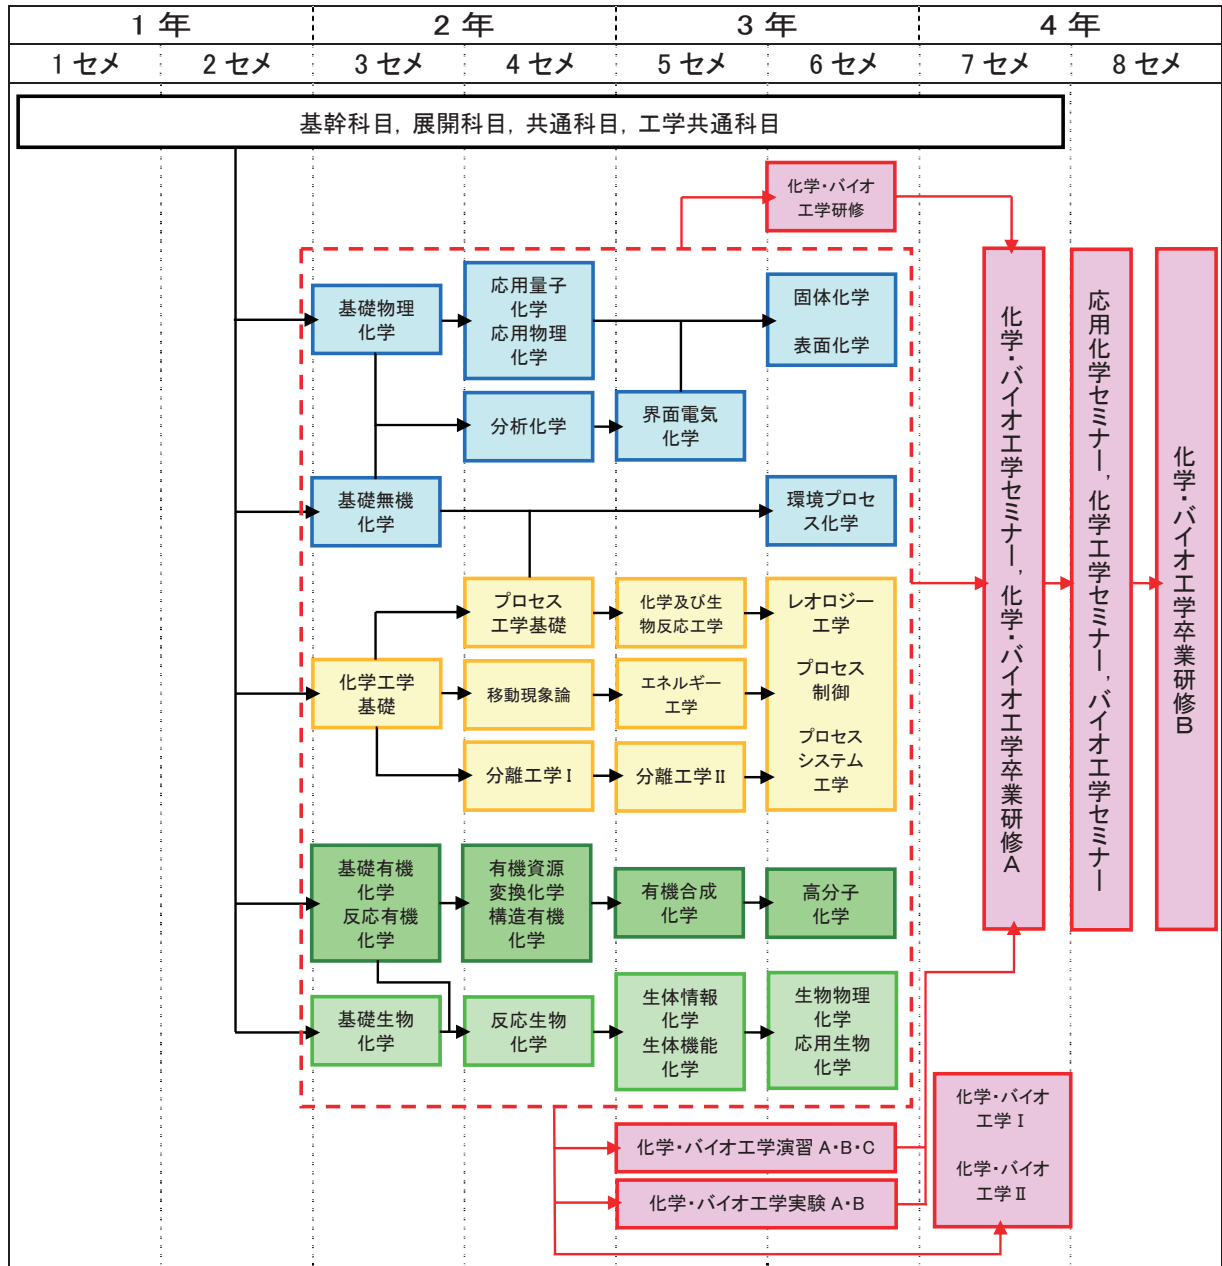 1 年
2 年
3 年
4 年
1 セメ
2 セメ
3 セメ
4 セメ
5 セメ
6 セメ
7 セメ
8 セメ
基幹科目, 展開科目, 共通科目, 工学共通科目
化学・バイオ
工学研修
基礎物理
化学
応用量子
化学
応用物理
化学
固体化学
表面化学
分析化学
界面電気
化学
基礎無機
化学
環境プロセ
ス化学
プロセス
工学基礎
化学及び生
物反応工学
レオロジー
工学
プロセス
制御
プロセス
システム
工学
化学工学
基礎
移動現象論
エネルギー
工学
分離工学 I
分離工学 II
基礎有機
化学
反応有機
化学
有機資源
変換化学
構造有機
化学
有機合成
化学
高分子
化学
基礎生物
化学
反応生物
化学
生体情報
化学
生体機能
化学
生物物理
化学
応用生物
化学
化学・バイオ工学セミナー, 化学・バイオ工学卒業研修A
応用化学セミナー, 化学工学セミナー, バイオ工学セミナー
化学・バイオ工学卒業研修B
化学・バイオ
工学 I
化学・バイオ
工学 II
化学・バイオ工学演習 A・B・C
化学・バイオ工学実験 A・B